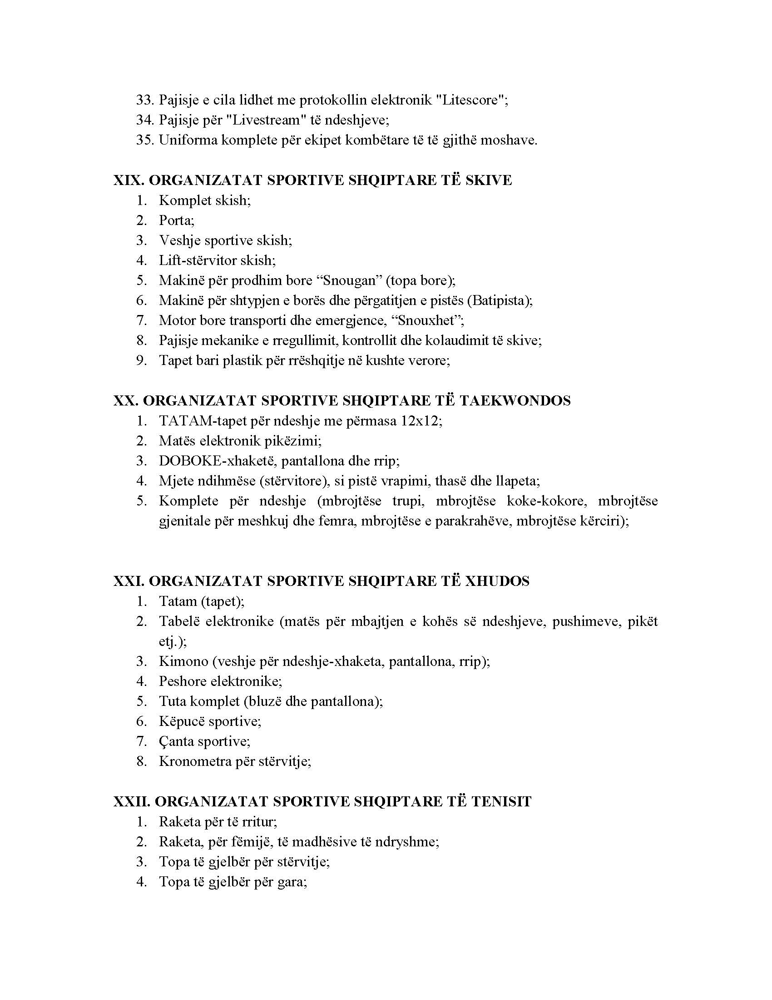 33. Pajisje e cila lidhet me protokollin elektronik "Litescore";
34. Pajisje për "Livestream" të ndeshjeve;
35. Uniforma komplete për ekipet kombëtare të të gjithë moshave.
XIX. ORGANIZATAT SPORTIVE SHQIPTARE TË SKIVE
1. Komplet skish;
2. Porta;
3. Veshje sportive skish;
4. Lift-stërvitor skish;
5. Makinë për prodhim bore “Snougan” (topa bore);
6. Makinë për shtypjen e borës dhe përgatitjen e pistës (Batipista);
7. Motor bore transporti dhe emergjence, “Snouxhet”;
8. Pajisje mekanike e rregullimit, kontrollit dhe kolaudimit të skive;
9. Tapet bari plastik për rrëshqitje në kushte verore;
XX. ORGANIZATAT SPORTIVE SHQIPTARE TË TAEKWONDOS
1. TATAM-tapet për ndeshje me përmasa 12x12;
2. Matës elektronik pikëzimi;
3. DOBOKE-xhaketë, pantallona dhe rrip;
4. Mjete ndihmëse (stërvitore), si pistë vrapimi, thasë dhe llapeta;
5. Komplete për ndeshje (mbrojtëse trupi, mbrojtëse koke-kokore, mbrojtëse
gjenitale për meshkuj dhe femra, mbrojtëse e parakrahëve, mbrojtëse kërciri);
XXI. ORGANIZATAT SPORTIVE SHQIPTARE TË XHUDOS
1. Tatam (tapet);
2. Tabelë elektronike (matës për mbajtjen e kohës së ndeshjeve, pushimeve, pikët
etj.);
3. Kimono (veshje për ndeshje-xhaketa, pantallona, rrip);
4. Peshore elektronike;
5. Tuta komplet (bluzë dhe pantallona);
6. Këpucë sportive;
7. Çanta sportive;
8. Kronometra për stërvitje;
XXII. ORGANIZATAT SPORTIVE SHQIPTARE TË TENISIT
1. Raketa për të rritur;
2. Raketa, për fëmijë, të madhësive të ndryshme;
3. Topa të gjelbër për stërvitje;
4. Topa të gjelbër për gara;